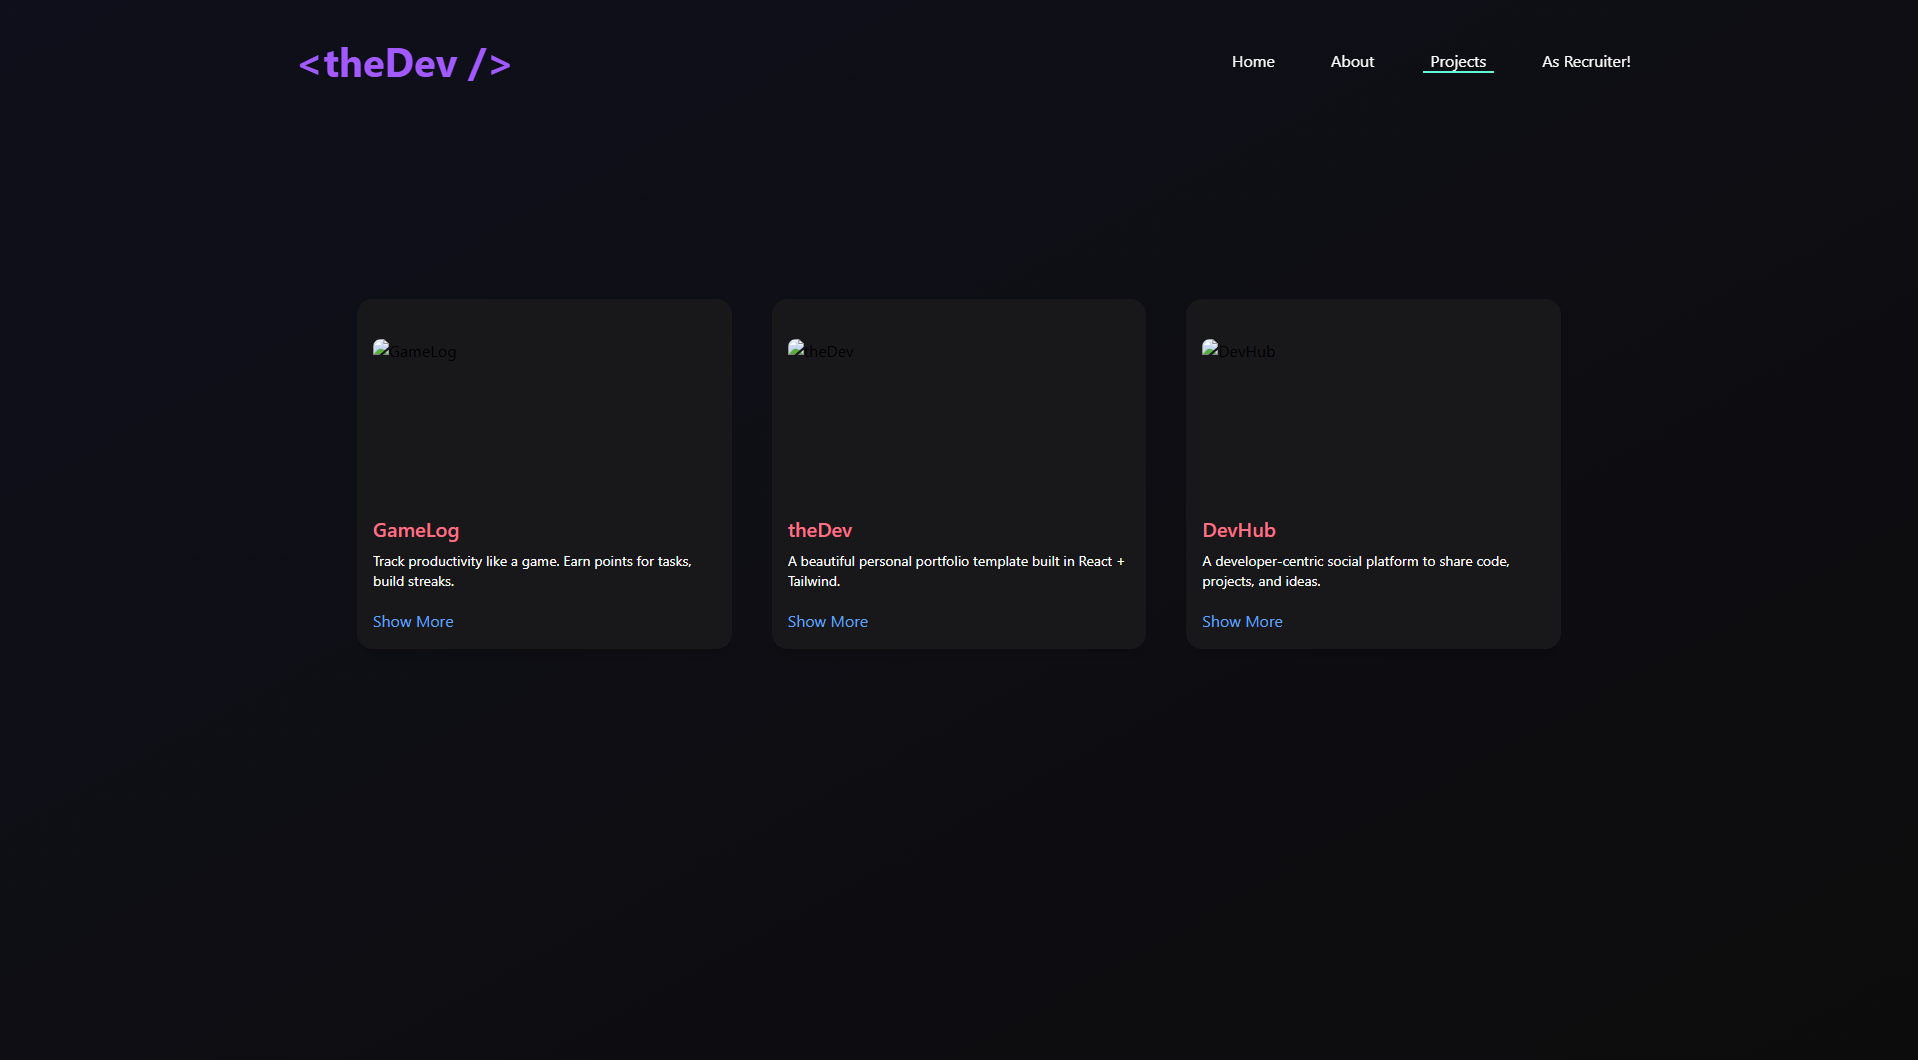 <theDev />
Home
About
Projects
As Recruiter!
GameLog
GameLog
Track productivity like a game. Earn points for tasks,
build streaks.
Show More
theDev
theDev
A beautiful personal portfolio template built in React +
Tailwind.
Show More
DevHub
DevHub
A developer-centric social platform to share code,
projects, and ideas.
Show More